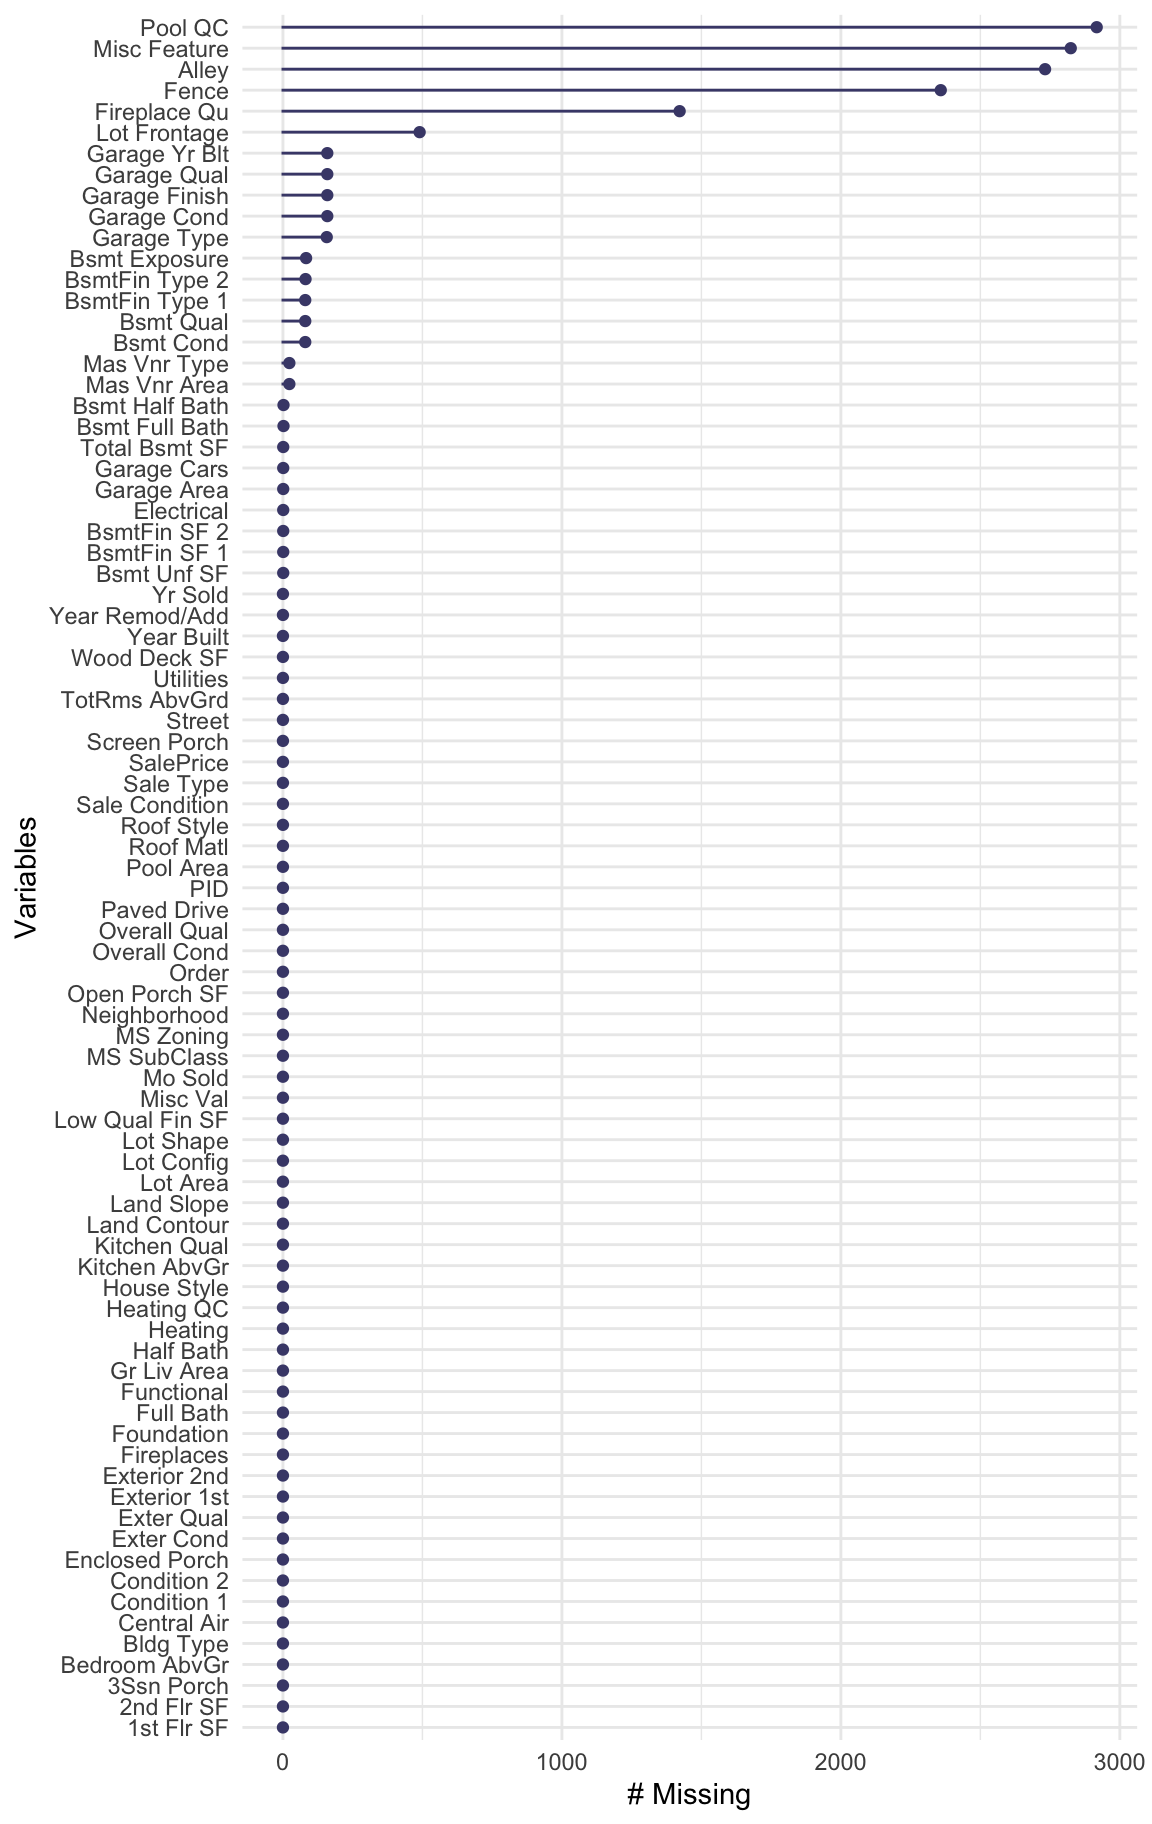 Pool QC
Misc Feature
Alley
Fence
Fireplace Qu
Lot Frontage
Garage Yr Blt
Garage Qual
Garage Finish
Garage Cond
Garage Type
Bsmt Exposure
BsmtFin Type 2
BsmtFin Type 1
Bsmt Qual
Bsmt Cond
Mas Vnr Type
Mas Vnr Area
Bsmt Half Bath
Bsmt Full Bath
Total Bsmt SF
Garage Cars
Garage Area
Electrical
BsmtFin SF 2
BsmtFin SF 1
Bsmt Unf SF
Yr Sold
Year Remod/Add
Year Built
Wood Deck SF
Utilities
TotRms AbvGrd
Street
Screen Porch
SalePrice
Sale Type
Sale Condition
Roof Style
Roof Matl
Pool Area
PID
Paved Drive
Overall Qual
Overall Cond
Order
Open Porch SF
Neighborhood
MS Zoning
MS SubClass
Mo Sold
Misc Val
Low Qual Fin SF
Lot Shape
Lot Config
Lot Area
Land Slope
Land Contour
Kitchen Qual
Kitchen AbvGr
House Style
Heating QC
Heating
Half Bath
Gr Liv Area
Functional
Full Bath
Foundation
Fireplaces
Exterior 2nd
Exterior 1st
Exter Qual
Exter Cond
Enclosed Porch
Condition 2
Condition 1
Central Air
Bldg Type
Bedroom AbvGr
3Ssn Porch
2nd Flr SF
1st Flr SF
Variables
0 1000 2000 3000
# Missing